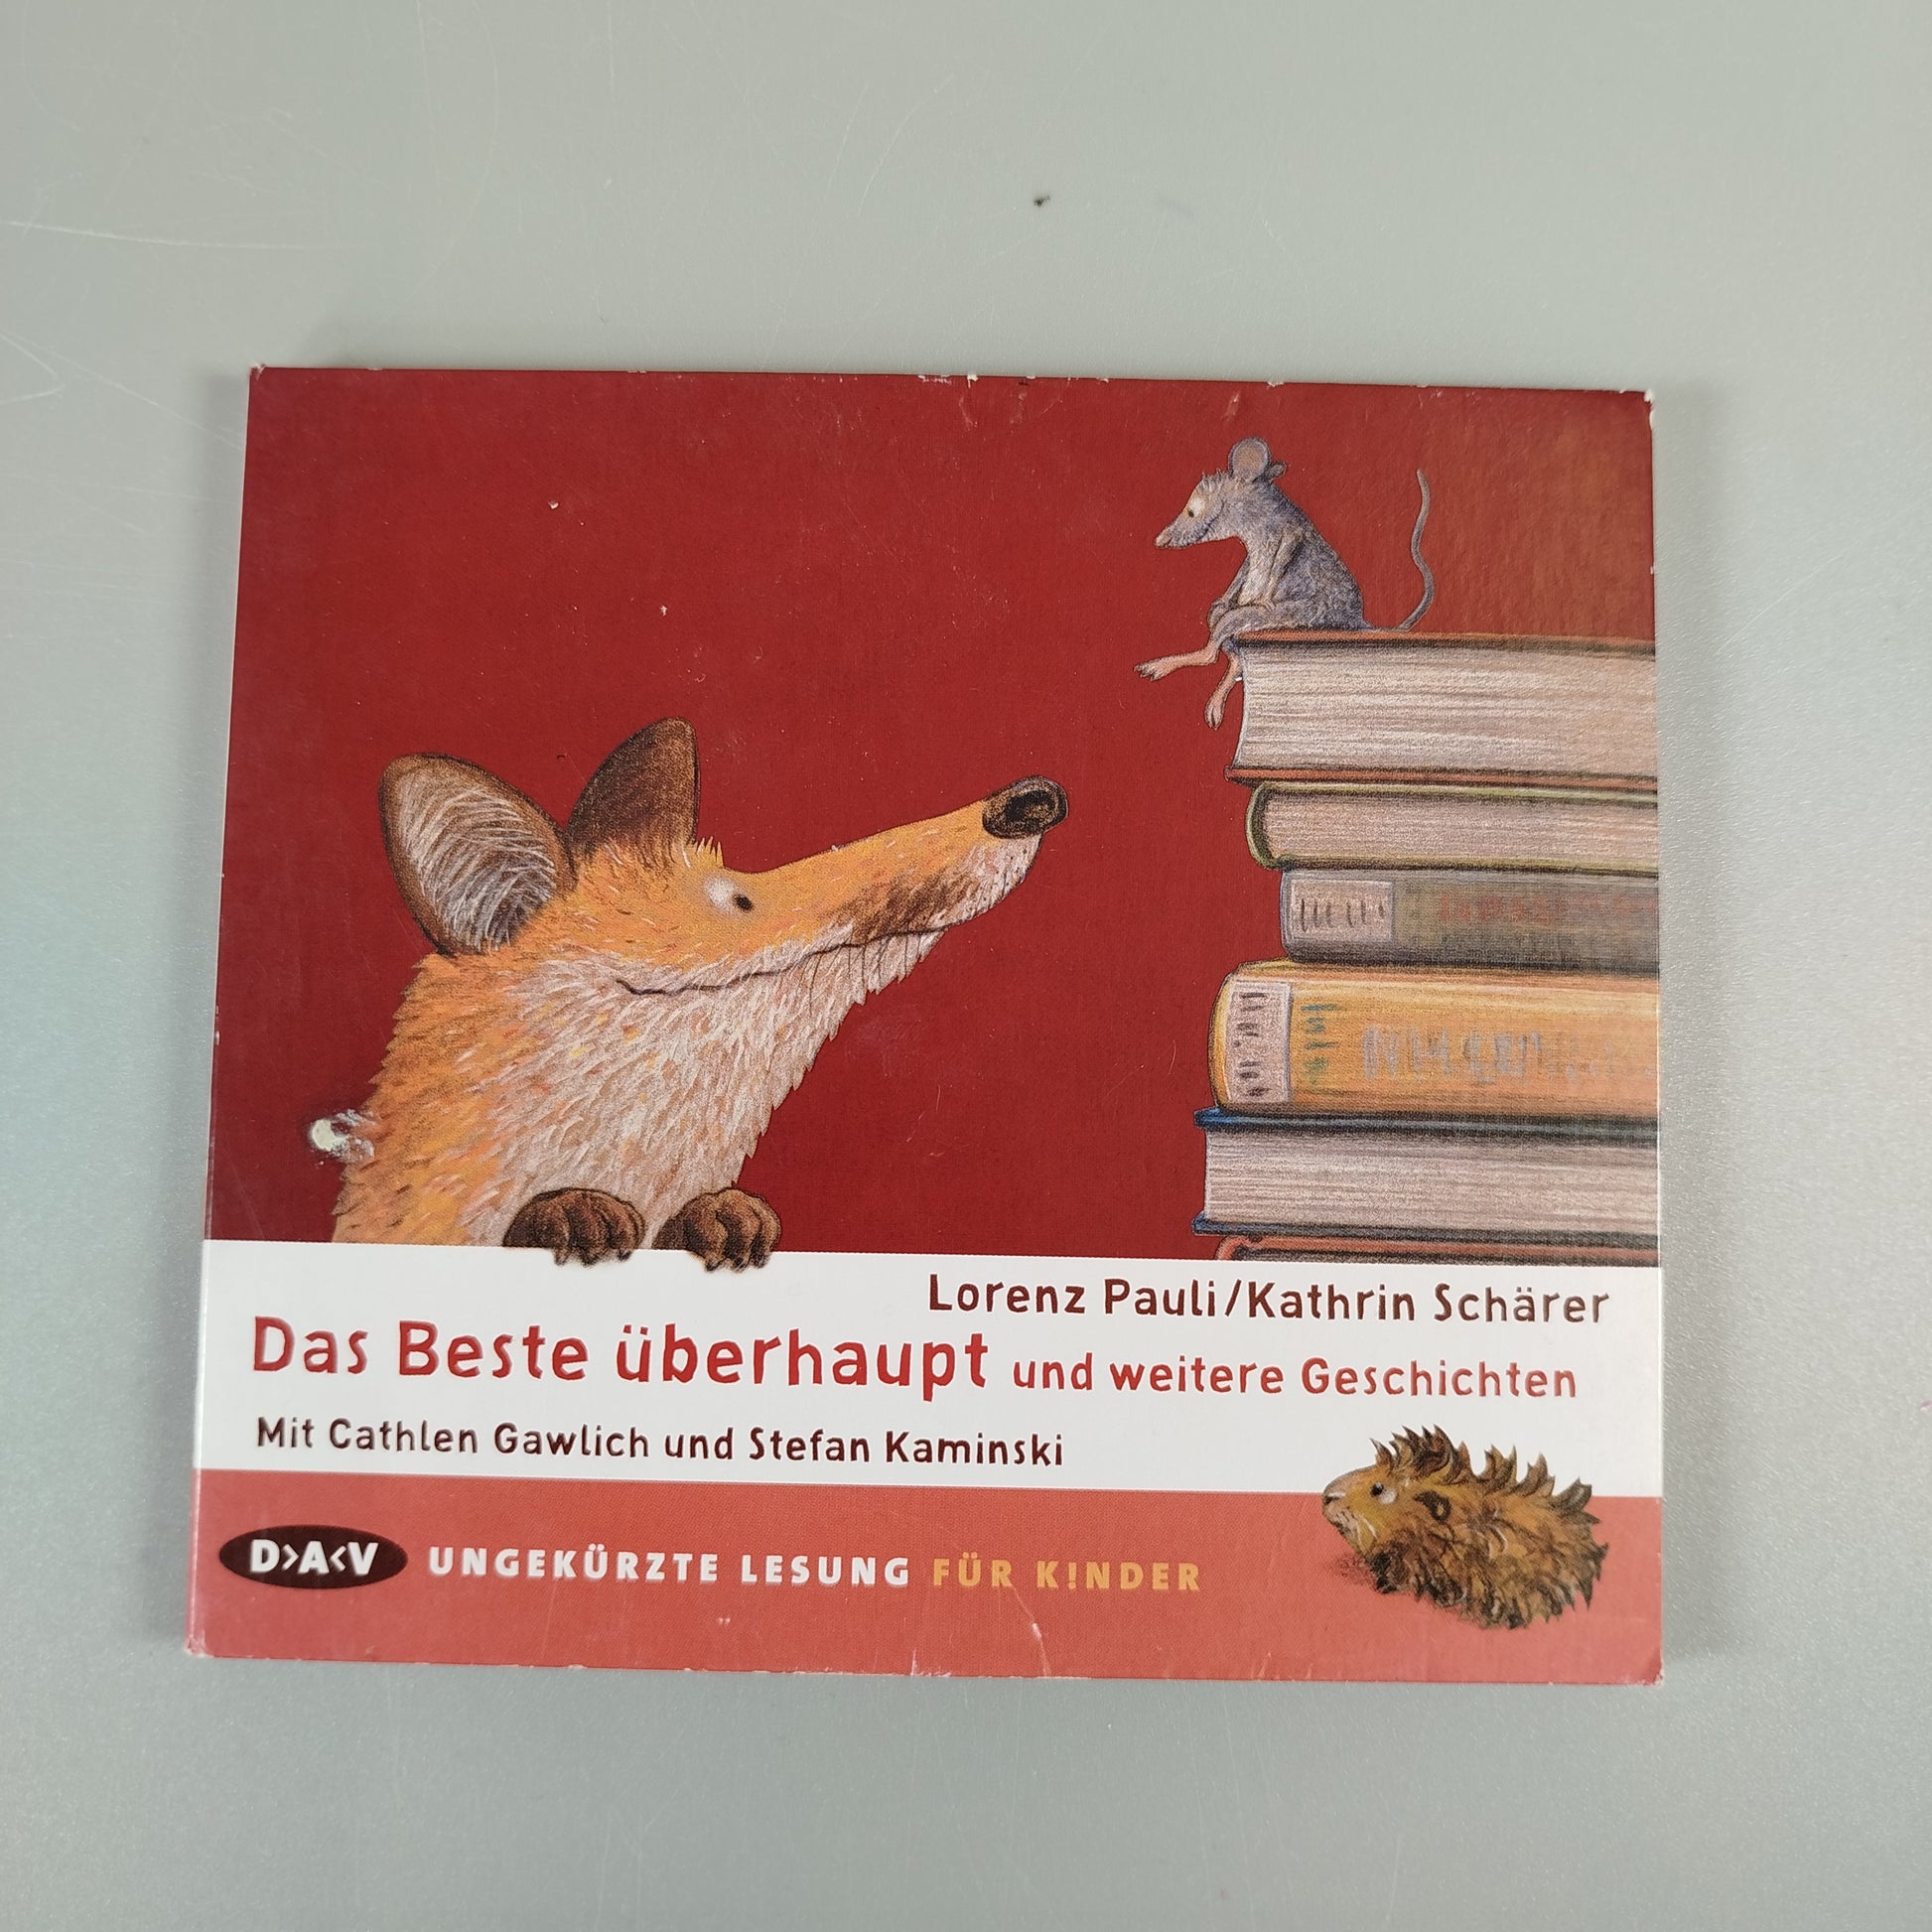 Lorenz Pauli/Kathrin Schärer
Das Beste überhaupt und weitere Geschichten
Mit Cathlen Gawlich und Stefan Kaminski
D>A<V UNGEKÜRZTE LESUNG FÜR K!NDER